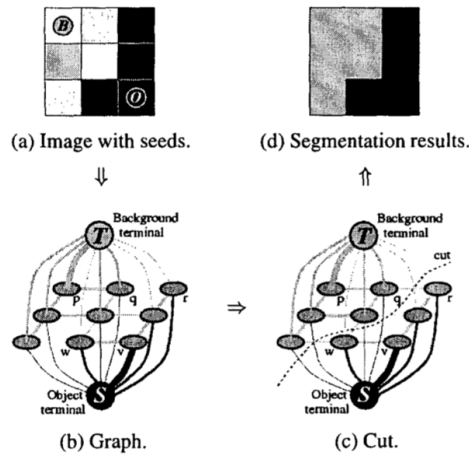 B
O
(a) Image with seeds.
(d) Segmentation results.
⇓
⇑
Background
terminal
T
p
q
r
w
v
Object
terminal
S
⇒
Background
terminal
T
cut
p
q
r
w
v
Object
terminal
S
(b) Graph.
(c) Cut.